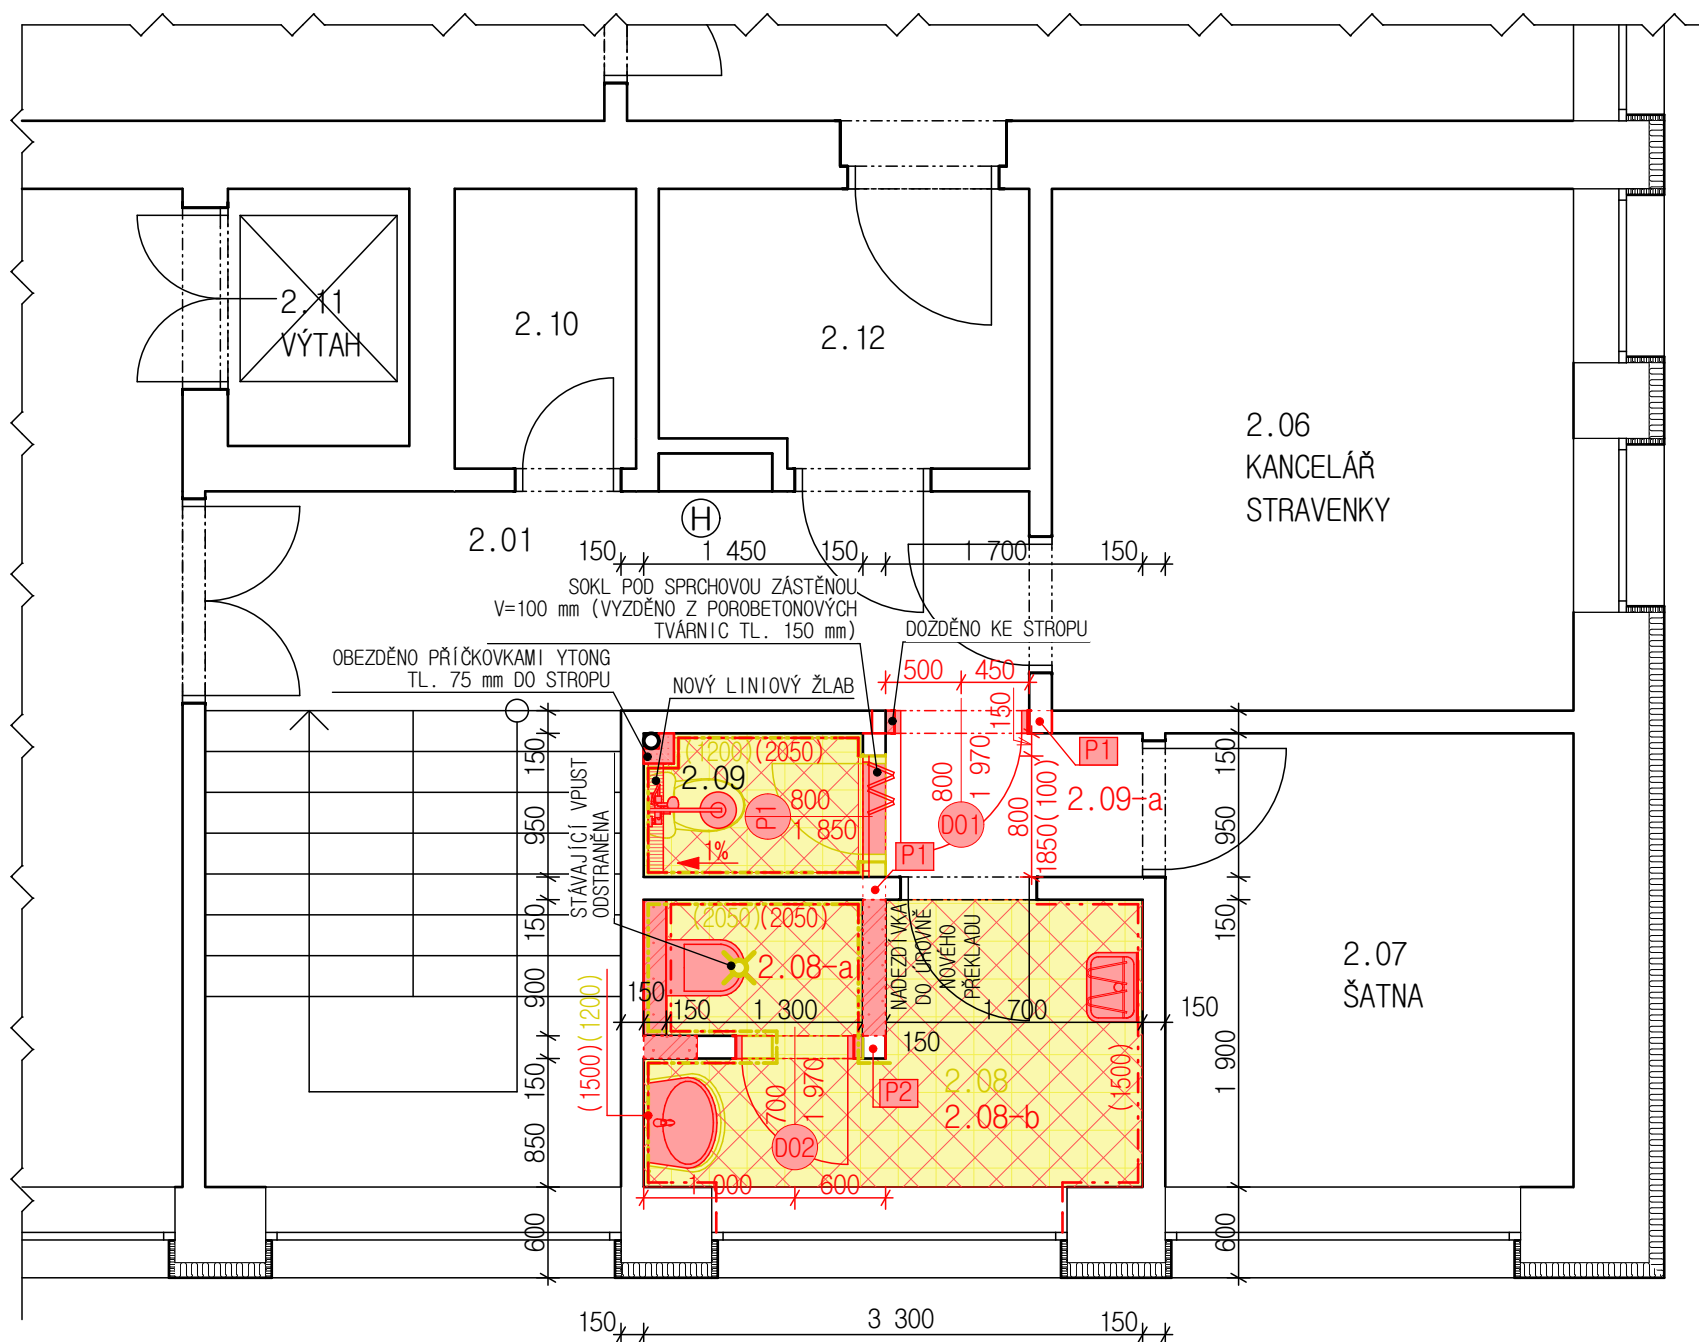 2.11
VÝTAH
2.10
2.12
2.06
KANCELÁŘ
STRAVENKY
H
2.01
150
1 450
150
1 700
150
SOKL POD SPRCHOVOU ZÁSTĚNOU
V=100 mm (VYZDĚNO Z POROBETONOVÝCH
TVÁRNIC TL. 150 mm)
DOZDĚNO KE STROPU
OBEZDĚNO PŘÍČKOVKAMI YTONG
TL. 75 mm DO STROPU
NOVÝ LINIOVÝ ŽLAB
500
450
150
P1
(1200)
(2050)
2.09
P1
800
1 850
1%
800
1 970
D01
800
1850(100)
2.09-a
P1
150
950
150
900
150
850
600
STÁVAJÍCÍ VPUST
ODSTRANĚNA
(2050)
(2050)
2.08-a
NADEZDÍVKA
DO ÚROVNĚ
NOVÉHO
PŘEKLADU
150
150
1 300
1 700
150
150
(1500)
(1200)
700
1 970
D02
P2
2.08
2.08-b
(1500)
1 000
600
2.07
ŠATNA
150
950
150
1 900
600
150
3 300
150